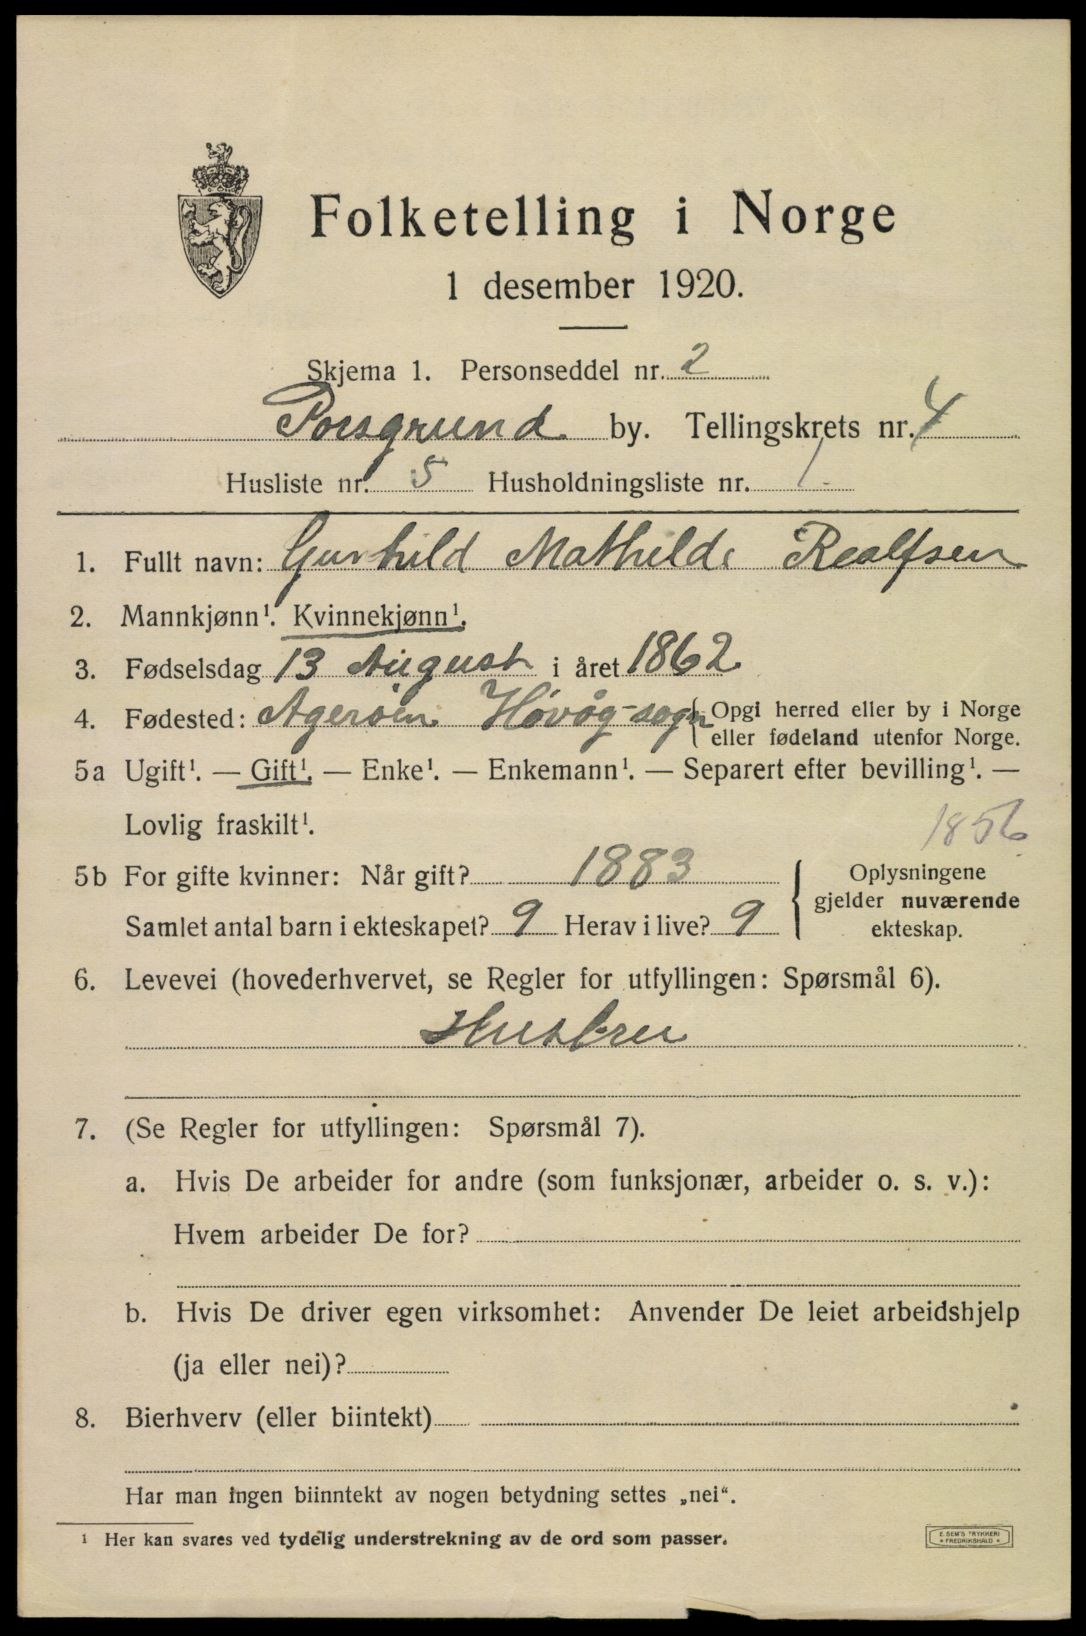 Folketelling i Norge
1 desember 1920.
Skjema 1. Personseddel nr. 2
Porsgrund by. Tellingskrets nr. 4
Husliste nr. 5 Husholdningsliste nr. 1.
1. Fullt navn: Gunhild Mathilde Realfsen
2. Mannkjønn¹. Kvinnekjønn¹.
3. Fødselsdag 13 August i året 1862
4. Fødested: Agerøen Høvåg-sogn { Opgi herred eller by i Norge
eller fødeland utenfor Norge.
5a Ugift¹. — Gift¹. — Enke¹. — Enkemann¹. — Separert efter bevilling¹. —
Lovlig fraskilt¹.
1856
5b For gifte kvinner: Når gift? 1883 { Oplysningene
gjelder nuværende
Samlet antal barn i ekteskapet? 9 Herav i live? 9
ekteskap.
6. Levevei (hovederhvervet, se Regler for utfyllingen: Spørsmål 6).
Husfru
7. (Se Regler for utfyllingen: Spørsmål 7).
a. Hvis De arbeider for andre (som funksjonær, arbeider o. s. v.):
Hvem arbeider De for?
b. Hvis De driver egen virksomhet: Anvender De leiet arbeidshjelp
(ja eller nei)?
8. Bierhverv (eller biintekt)
Har man ingen biinntekt av nogen betydning settes „nei“.
¹ Her kan svares ved tydelig understrekning av de ord som passer.
E. SEM'S TRYKKERI
FREDRIKSHALD